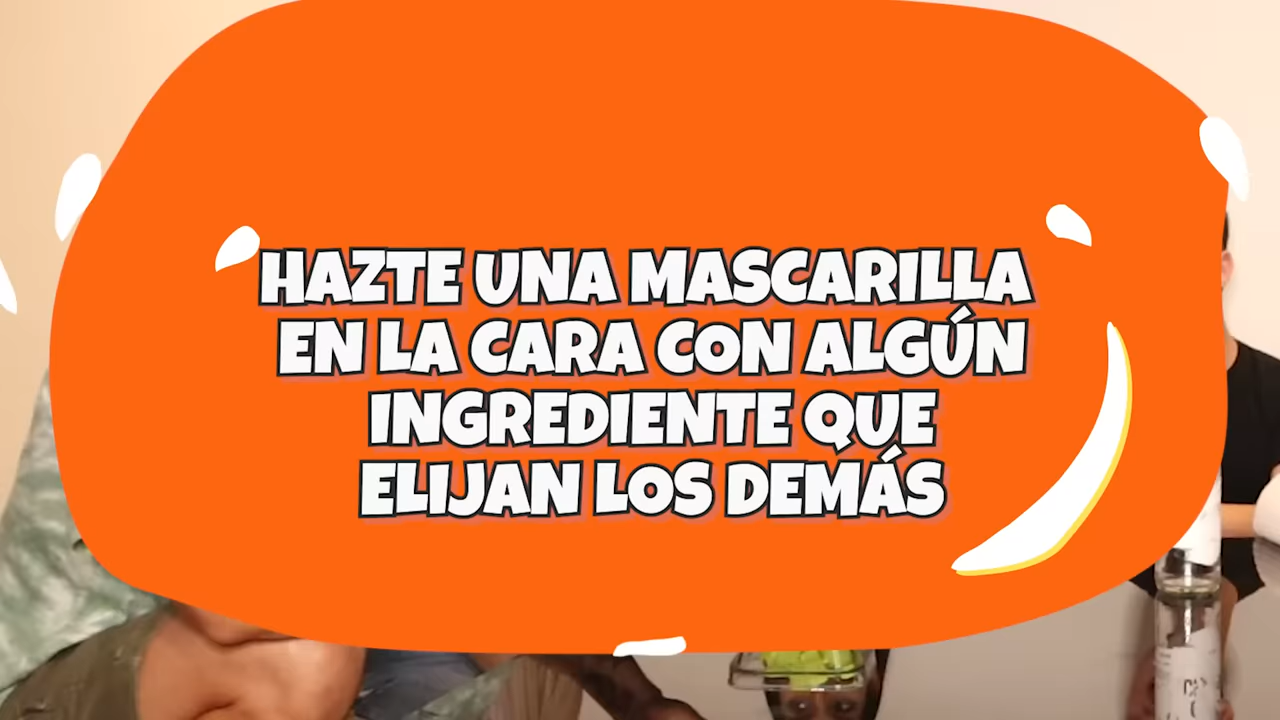 HAZTE UNA MASCARILLA
EN LA CARA CON ALGÚN
INGREDIENTE QUE
ELIJAN LOS DEMÁS